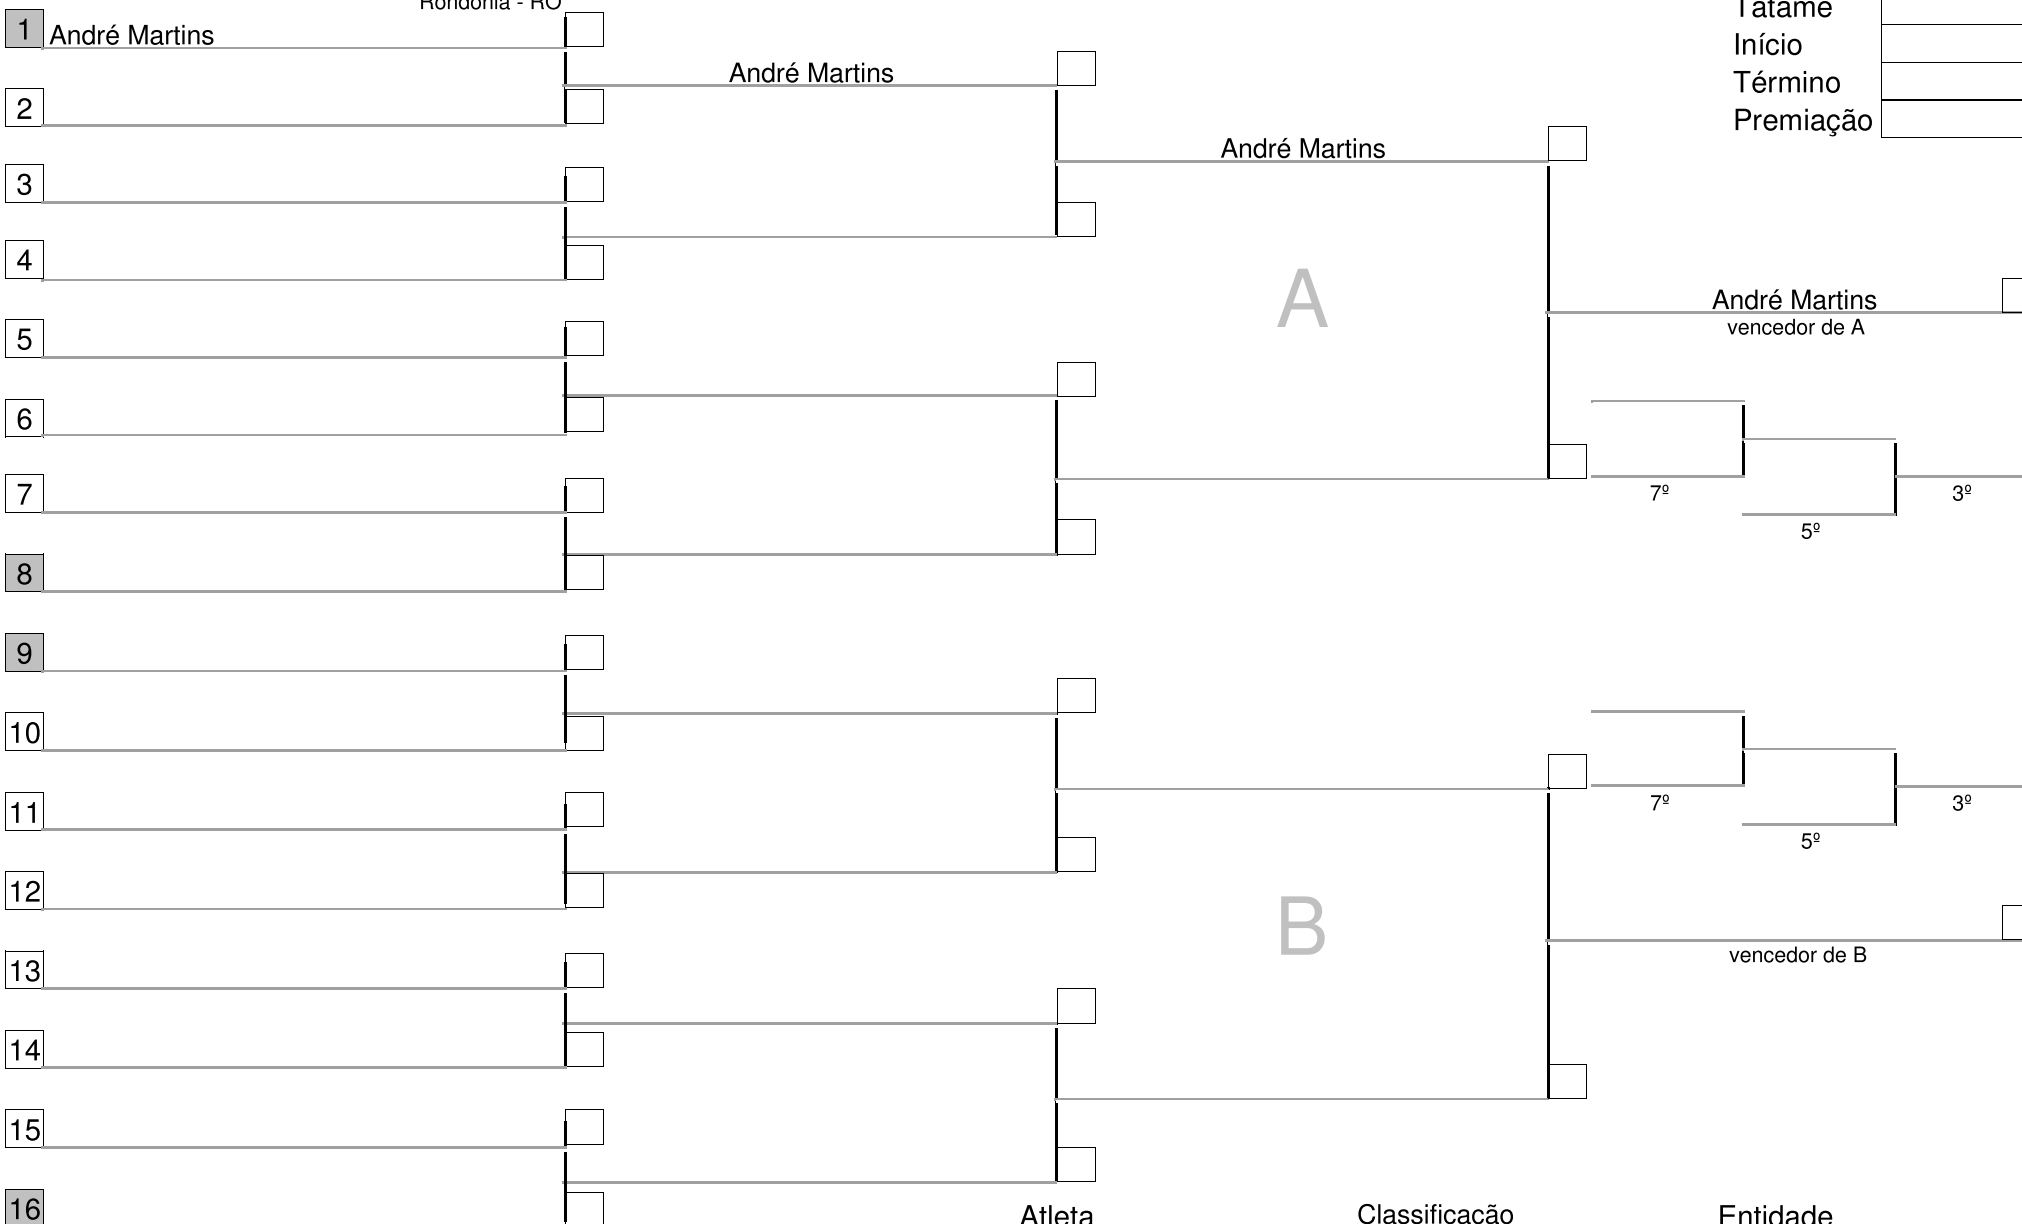 Rondônia - RO
Tatame
1 André Martins
André Martins
Início
Término
2
Premiação
André Martins
3
4
A
André Martins
vencedor de A
5
6
7
7º
3º
5º
8
9
10
11
7º
3º
5º
12
B
vencedor de B
13
14
15
16
Atleta
Classificação
Entidade